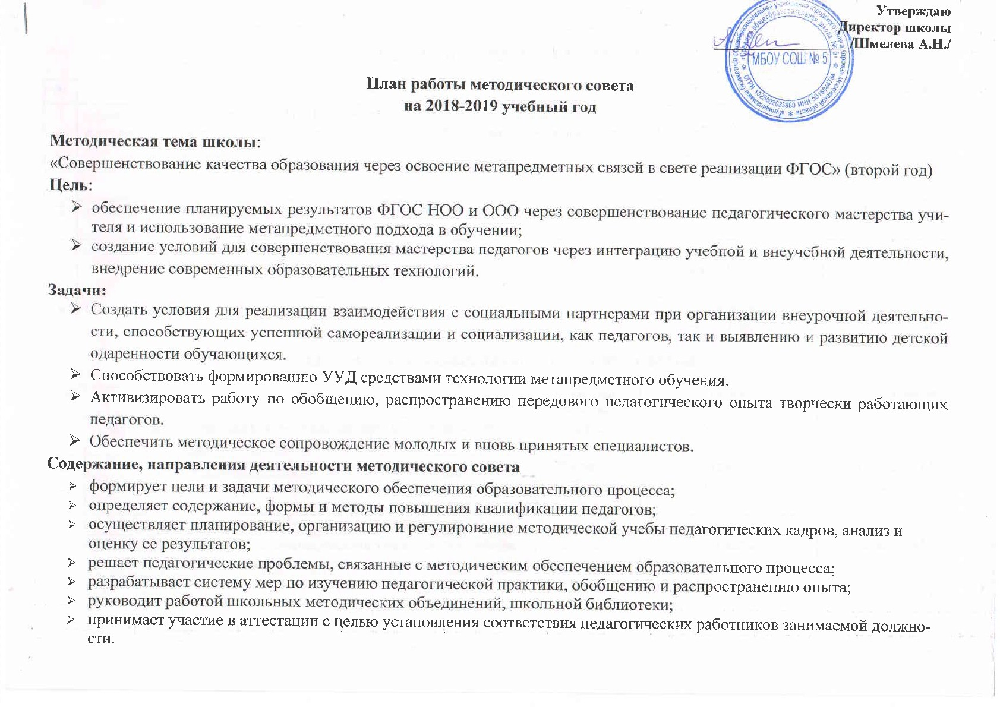 Утверждаю
Директор школы
/Шмелева А.Н./
МБОУ СОШ № 5
План работы методического совета
на 2018-2019 учебный год
Методическая тема школы:
«Совершенствование качества образования через освоение метапредметных связей в свете реализации ФГОС» (второй год)
Цель:
➢ обеспечение планируемых результатов ФГОС НОО и ООО через совершенствование педагогического мастерства учи-
теля и использование метапредметного подхода в обучении;
➢ создание условий для совершенствования мастерства педагогов через интеграцию учебной и внеучебной деятельности,
внедрение современных образовательных технологий.
Задачи:
➢ Создать условия для реализации взаимодействия с социальными партнерами при организации внеурочной деятельно-
сти, способствующих успешной самореализации и социализации, как педагогов, так и выявлению и развитию детской
одаренности обучающихся.
➢ Способствовать формированию УУД средствами технологии метапредметного обучения.
➢ Активизировать работу по обобщению, распространению передового педагогического опыта творчески работающих
педагогов.
➢ Обеспечить методическое сопровождение молодых и вновь принятых специалистов.
Содержание, направления деятельности методического совета
➢ формирует цели и задачи методического обеспечения образовательного процесса;
➢ определяет содержание, формы и методы повышения квалификации педагогов;
➢ осуществляет планирование, организацию и регулирование методической учебы педагогических кадров, анализ и
оценку ее результатов;
➢ решает педагогические проблемы, связанные с методическим обеспечением образовательного процесса;
➢ разрабатывает систему мер по изучению педагогической практики, обобщению и распространению опыта;
➢ руководит работой школьных методических объединений, школьной библиотеки;
➢ принимает участие в аттестации с целью установления соответствия педагогических работников занимаемой должно-
сти.